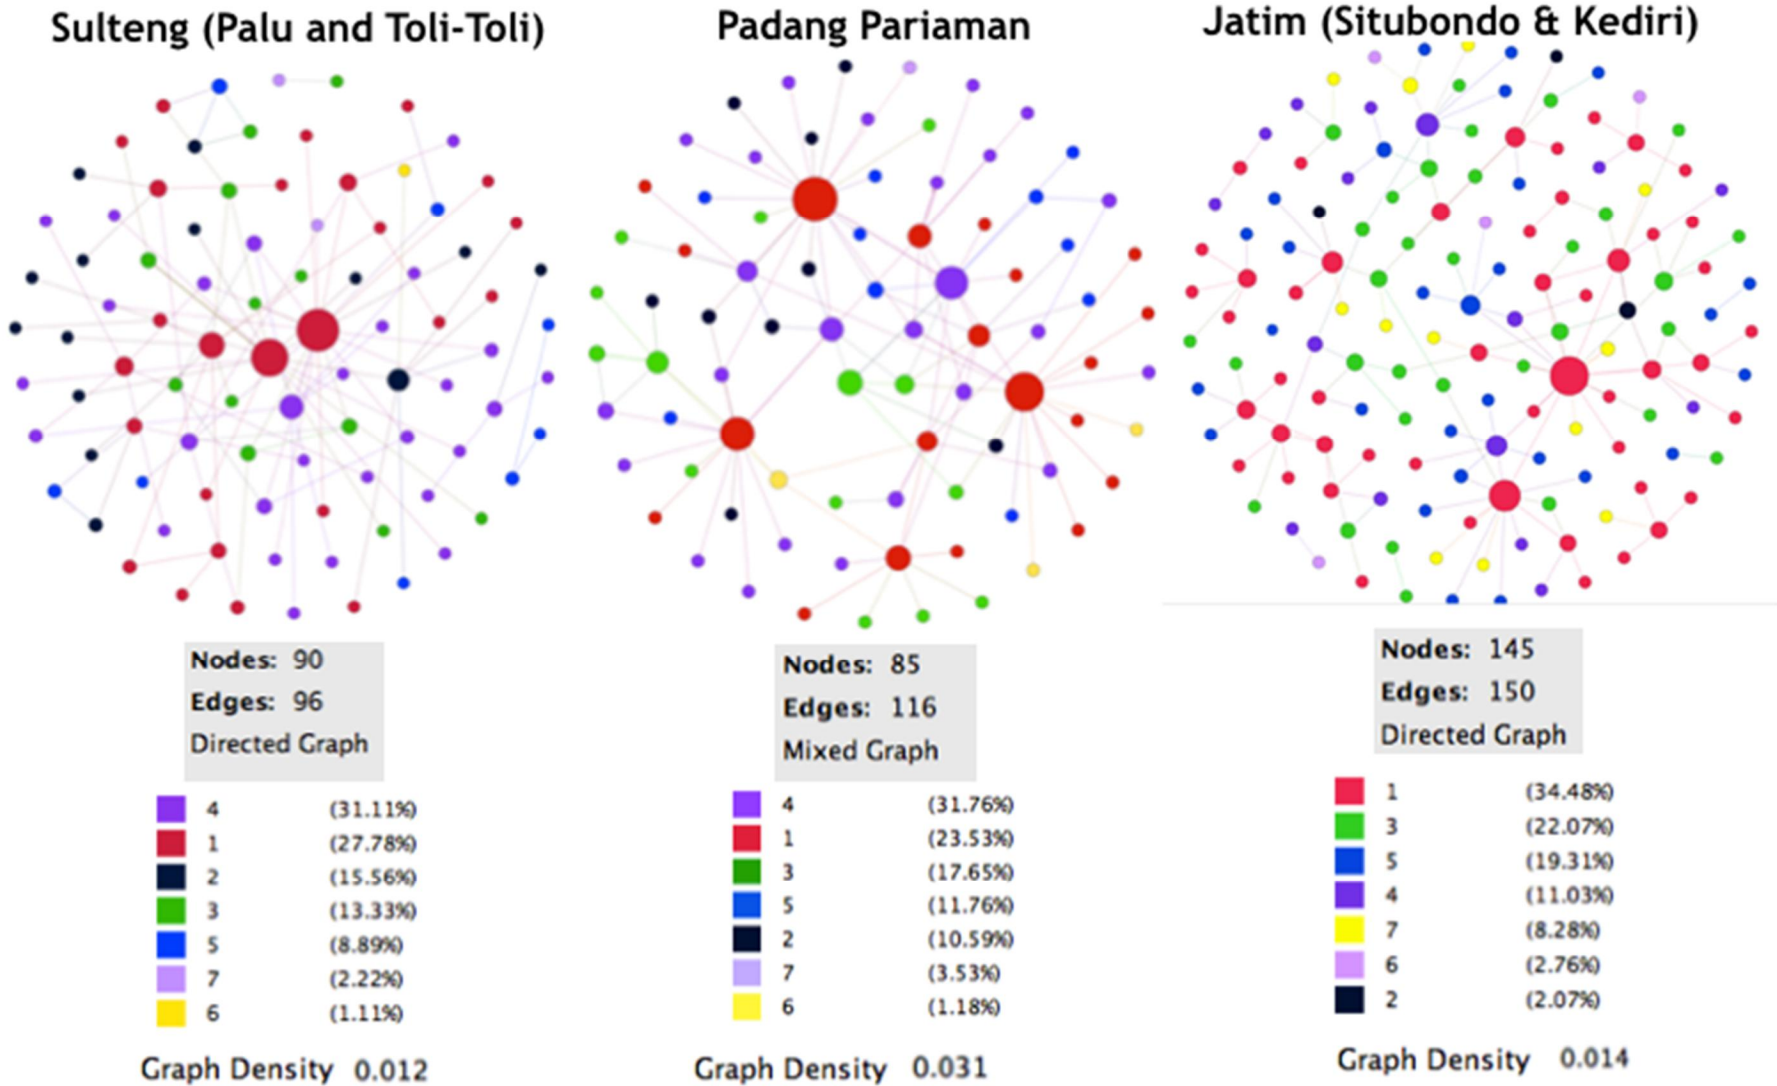 Sulteng (Palu and Toli-Toli)
Nodes: 90
Edges: 96
Directed Graph
4 (31.11%)
1 (27.78%)
2 (15.56%)
3 (13.33%)
5 (8.89%)
7 (2.22%)
6 (1.11%)
Graph Density 0.012
Padang Pariaman
Nodes: 85
Edges: 116
Mixed Graph
4 (31.76%)
1 (23.53%)
3 (17.65%)
5 (11.76%)
2 (10.59%)
7 (3.53%)
6 (1.18%)
Graph Density 0.031
Jatim (Situbondo & Kediri)
Nodes: 145
Edges: 150
Directed Graph
1 (34.48%)
3 (22.07%)
5 (19.31%)
4 (11.03%)
7 (8.28%)
6 (2.76%)
2 (2.07%)
Graph Density 0.014